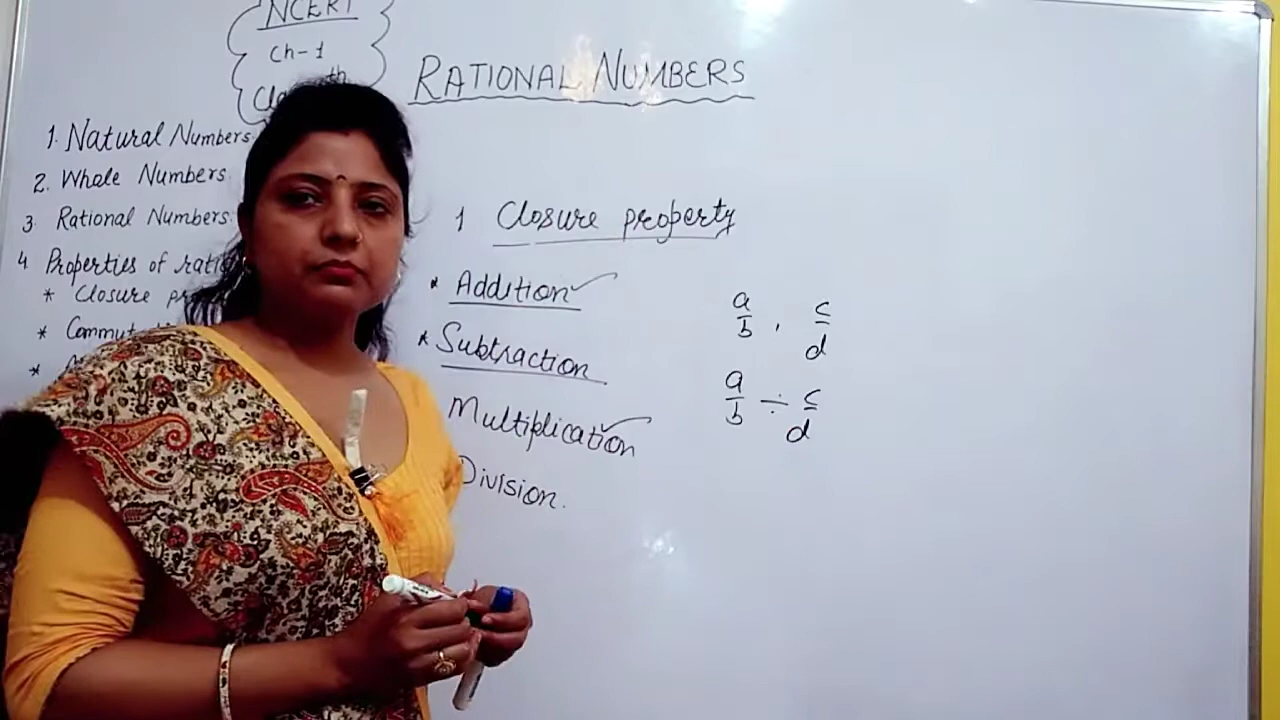 NCERT
Ch-1
RATIONAL NUMBERS
1. Natural Numbers
2. Whole Numbers
3. Rational Numbers
4 Properties of
* Closure
*
*
1 Closure property
* Addition ✓
* Subtraction
Multiplication ✓
Division.
a/b , c/d
a/b ÷ c/d